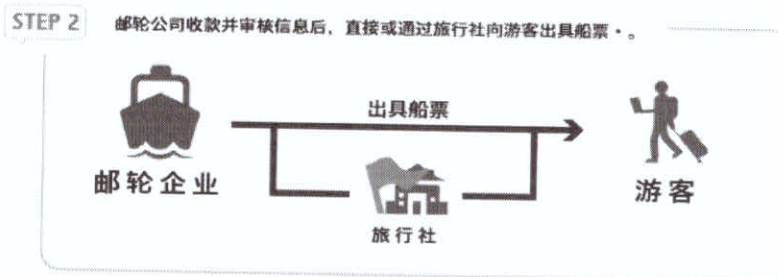 STEP 2
邮轮公司收款并审核信息后，直接或通过旅行社向游客出具船票·。
出具船票
邮轮企业
游客
旅行社